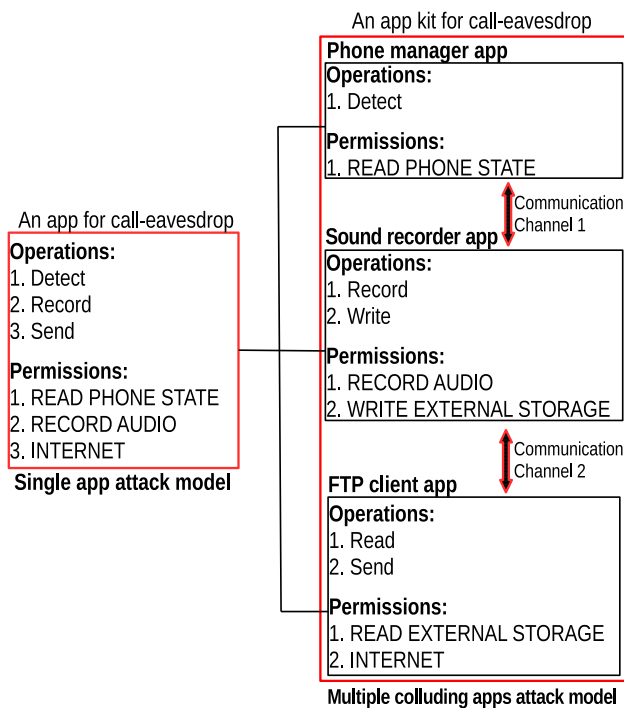 An app for call-eavesdrop
Operations:
1. Detect
2. Record
3. Send
Permissions:
1. READ PHONE STATE
2. RECORD AUDIO
3. INTERNET
Single app attack model
An app kit for call-eavesdrop
Phone manager app
Operations:
1. Detect
Permissions:
1. READ PHONE STATE
Communication
Channel 1
Sound recorder app
Operations:
1. Record
2. Write
Permissions:
1. RECORD AUDIO
2. WRITE EXTERNAL STORAGE
Communication
Channel 2
FTP client app
Operations:
1. Read
2. Send
Permissions:
1. READ EXTERNAL STORAGE
2. INTERNET
Multiple colluding apps attack model